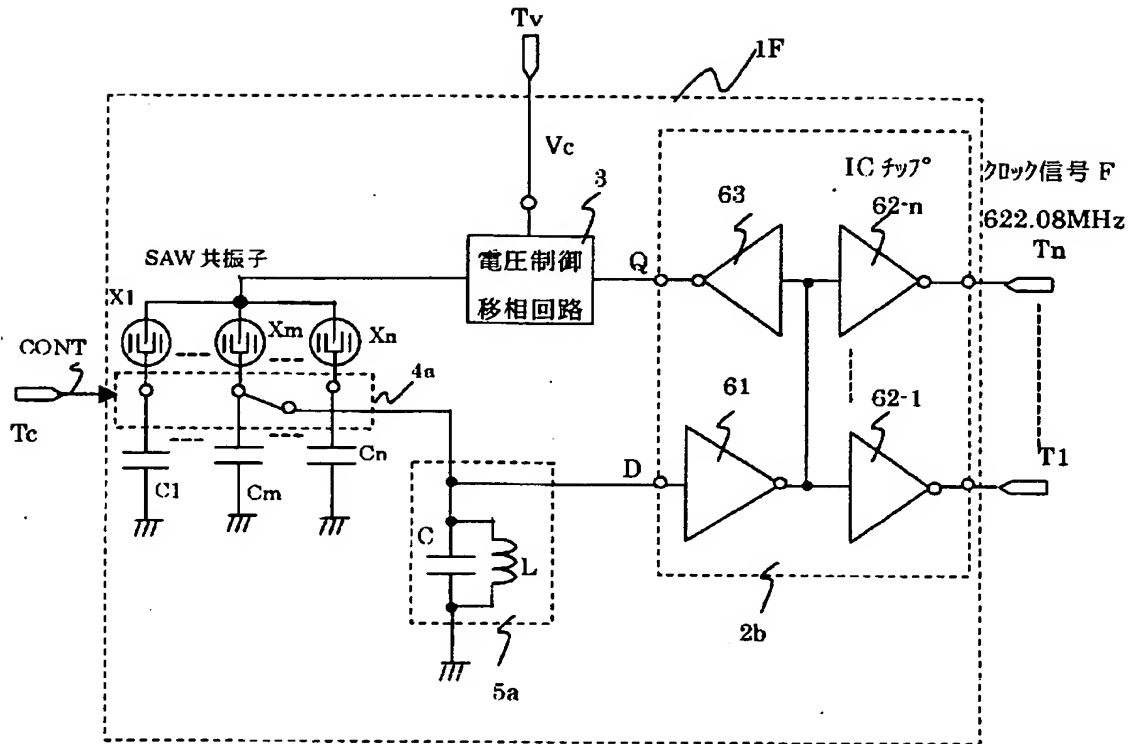 Tv
1F
Vc
3
ICチップ
クロック信号 F
63
62-n
622.08MHz
Tn
SAW 共振子
電圧制御
移相回路
Q
X1
Xm
Xn
CONT
4a
61
62-1
Tc
Cn
D
T1
C1
Cm
C
L
2b
5a